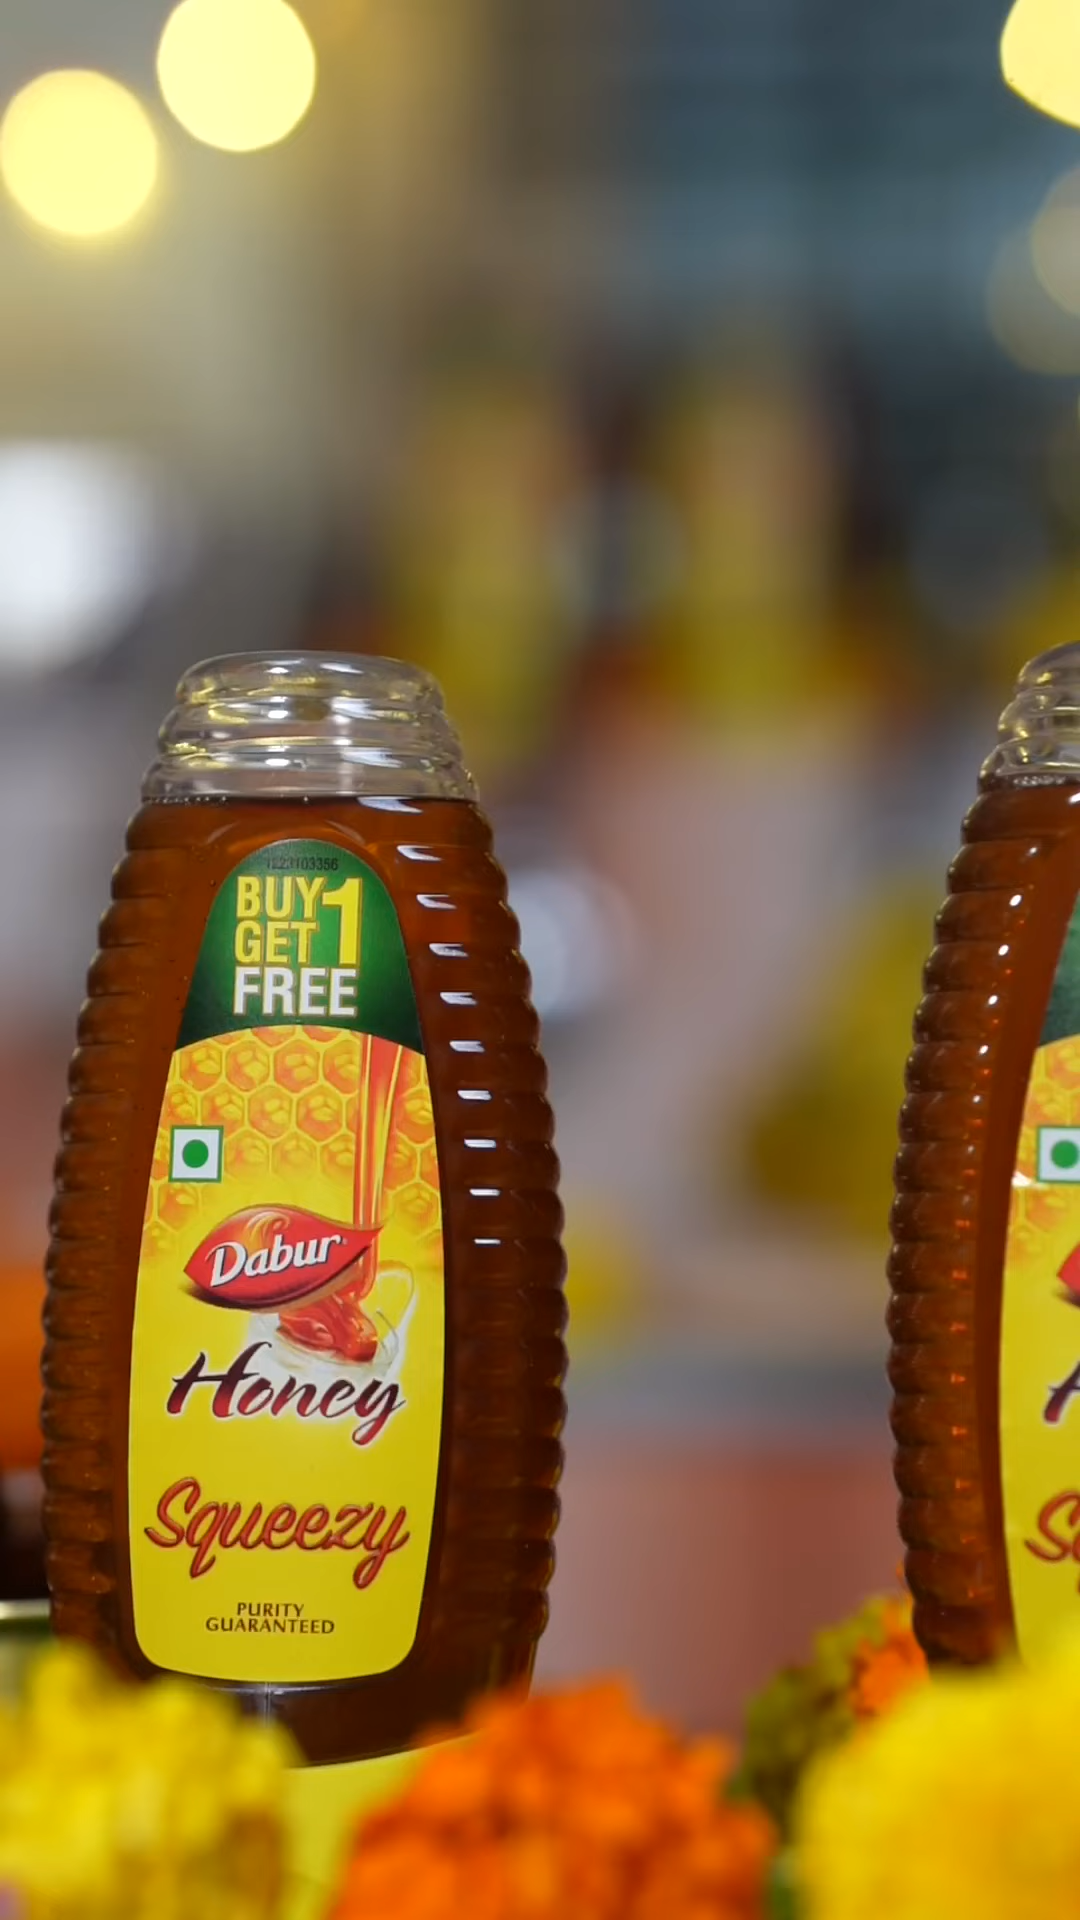 1223103356
BUY 1
GET
FREE
Dabur
Honey
Squeezy
PURITY
GUARANTEED